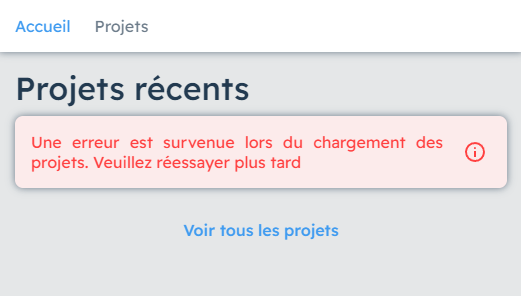 Accueil Projets
Projets récents
Une erreur est survenue lors du chargement des
projets. Veuillez réessayer plus tard
Voir tous les projets